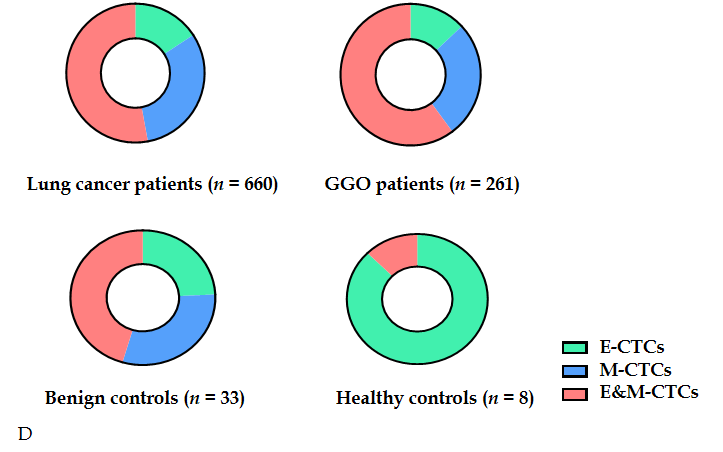 Lung cancer patients (n = 660)
GGO patients (n = 261)
Benign controls (n = 33)
Healthy controls (n = 8)
E-CTCs
M-CTCs
E&M-CTCs
D